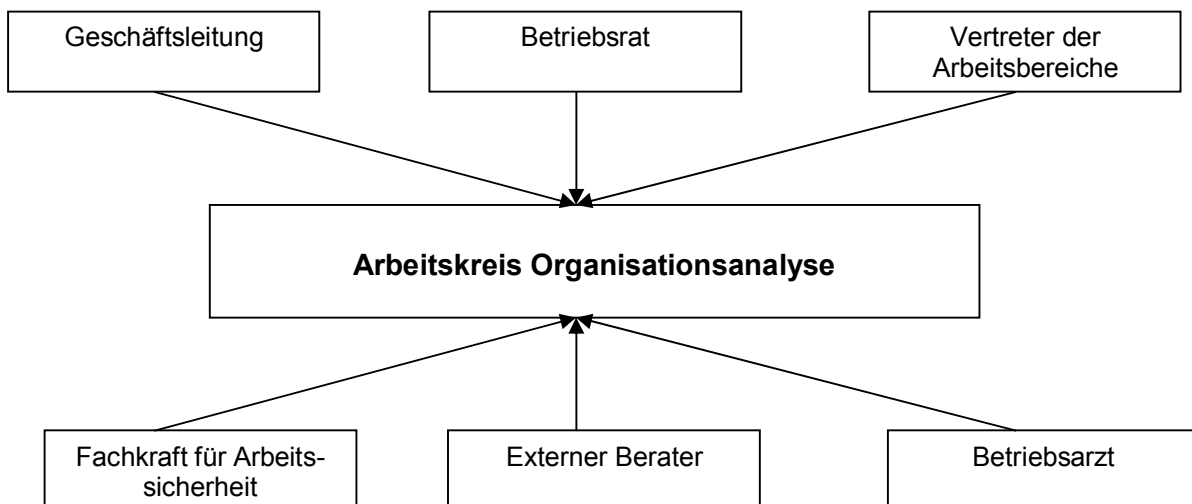 Geschäftsleitung
Betriebsrat
Vertreter der
Arbeitsbereiche
Arbeitskreis Organisationsanalyse
Fachkraft für Arbeits-
sicherheit
Externer Berater
Betriebsarzt